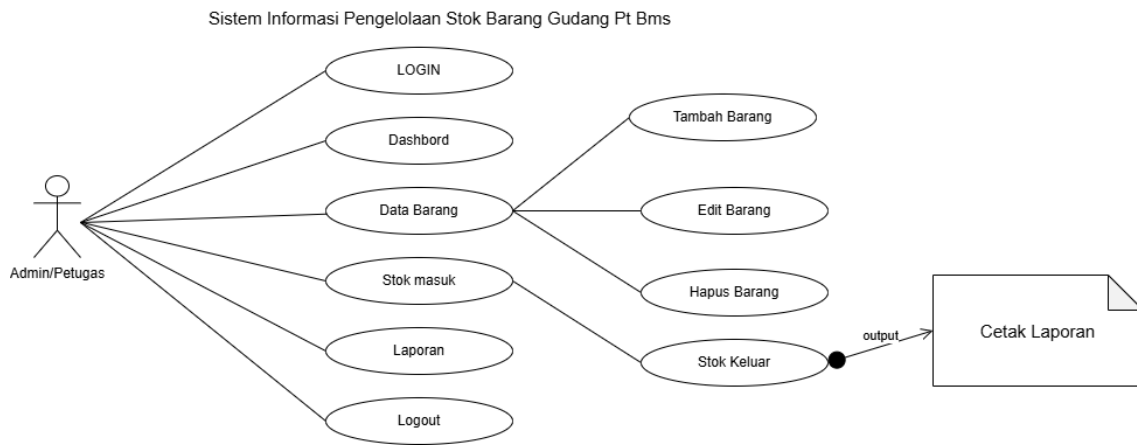 Sistem Informasi Pengelolaan Stok Barang Gudang Pt Bms
LOGIN
Dashbord
Data Barang
Stok masuk
Laporan
Logout
Admin/Petugas
Tambah Barang
Edit Barang
Hapus Barang
Stok Keluar
output
Cetak Laporan